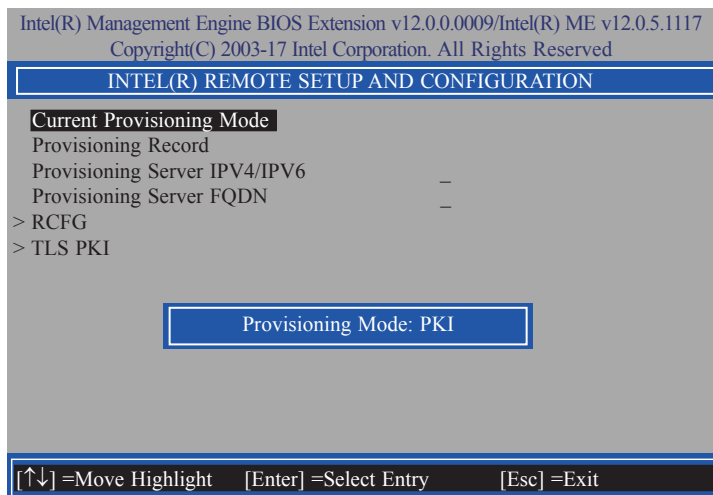 Intel(R) Management Engine BIOS Extension v12.0.0.0009/Intel(R) ME v12.0.5.1117
Copyright(C) 2003-17 Intel Corporation. All Rights Reserved
INTEL(R) REMOTE SETUP AND CONFIGURATION
Current Provisioning Mode
Provisioning Record
Provisioning Server IPV4/IPV6 _
Provisioning Server FQDN _
> RCFG
> TLS PKI
Provisioning Mode: PKI
[↑↓] =Move Highlight [Enter] =Select Entry [Esc] =Exit